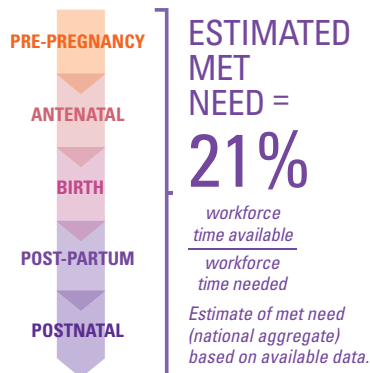 PRE-PREGNANCY
ANTENATAL
BIRTH
POST-PARTUM
POSTNATAL
ESTIMATED
MET
NEED =
21%
workforce
time available
workforce
time needed
Estimate of met need
(national aggregate)
based on available data.